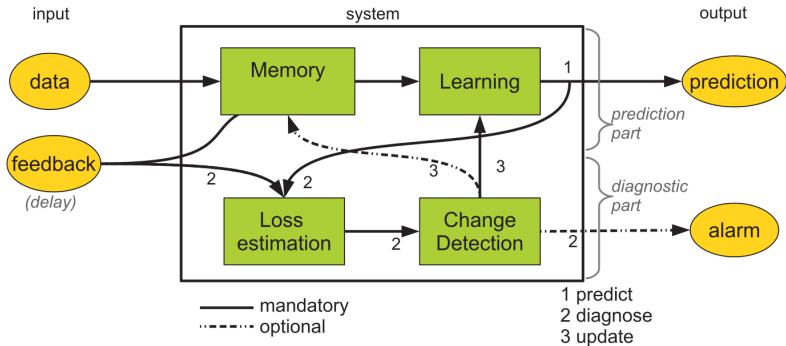 input
system
output
data
Memory
Learning
1
prediction
prediction
part
feedback
(delay)
2
2
3
3
diagnostic
part
Loss
estimation
2
Change
Detection
2
alarm
mandatory
optional
1 predict
2 diagnose
3 update